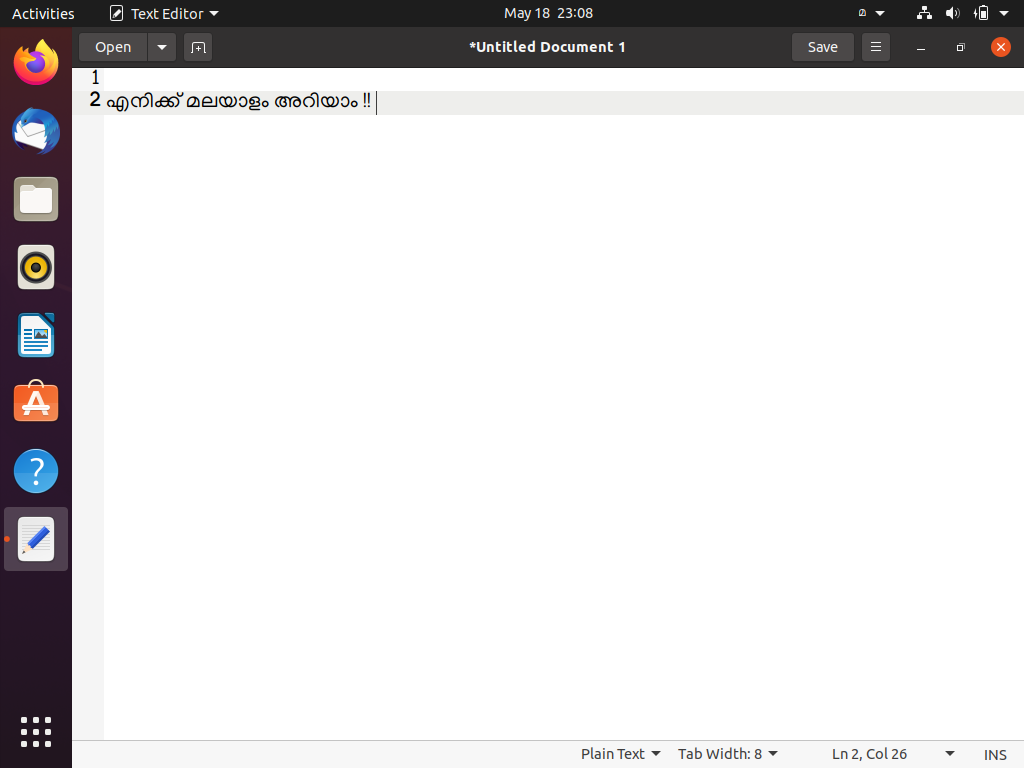 Activities Text Editor May 18 23:08 മ
Open *Untitled Document 1 Save
1
2 എനിക്ക് മലയാളം അറിയാം !!
Plain Text Tab Width: 8 Ln 2, Col 26 INS